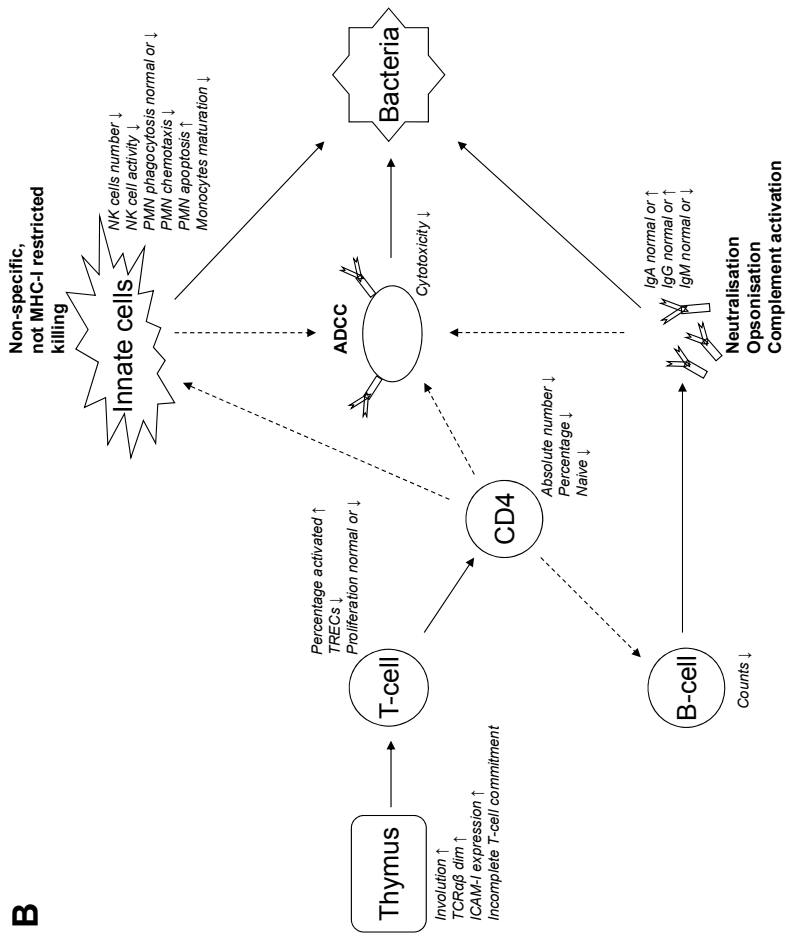 B
Thymus
Involution ↑
TCRαβ dim ↑
ICAM-I expression ↑
Incomplete T-cell commitment
Percentage activated ↑
TRECs ↓
Proliferation normal or ↓
T-cell
B-cell
Counts ↓
CD4
Absolute number ↓
Percentage ↓
Naive ↓
Non-specific,
not MHC-I restricted
killing
Innate cells
NK cells number ↓
NK cell activity ↓
PMN phagocytosis normal or ↓
PMN chemotaxis ↓
PMN apoptosis ↑
Monocytes maturation ↓
ADCC
Cytotoxicity ↓
IgA normal or ↑
IgG normal or ↑
IgM normal or ↓
Neutralisation
Opsonisation
Complement activation
Bacteria